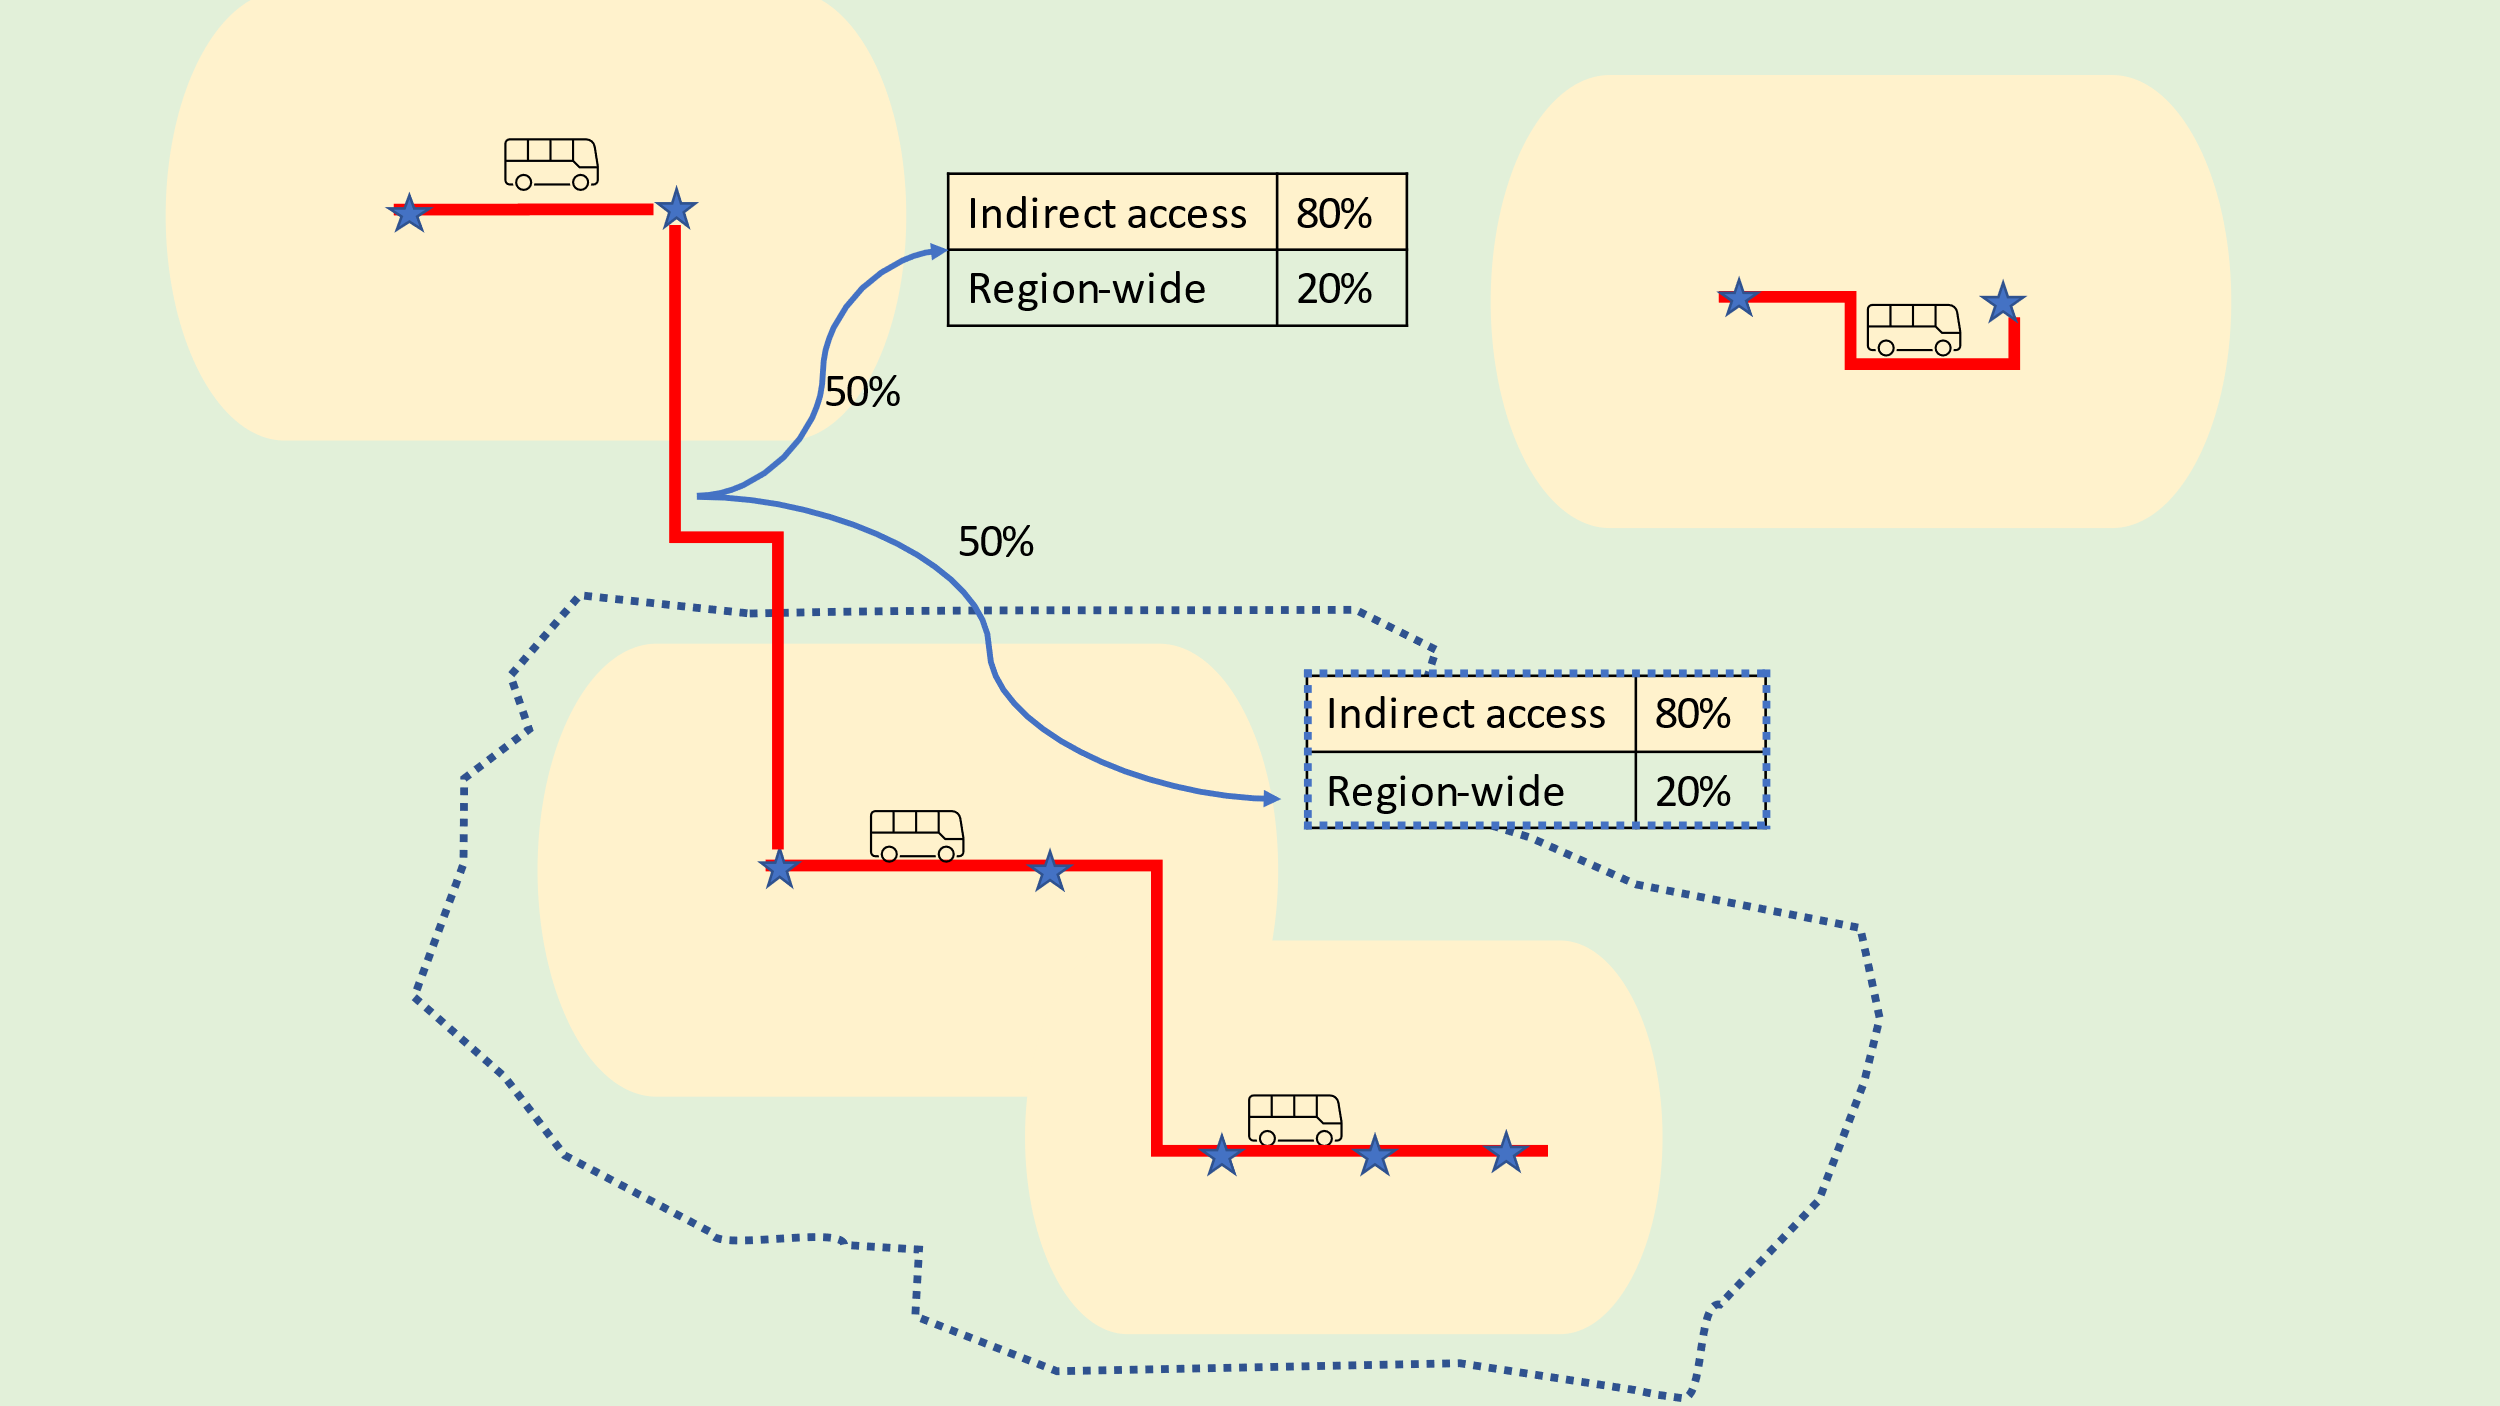 Indirect access 80%
Region-wide 20%
50%
50%
Indirect access 80%
Region-wide 20%